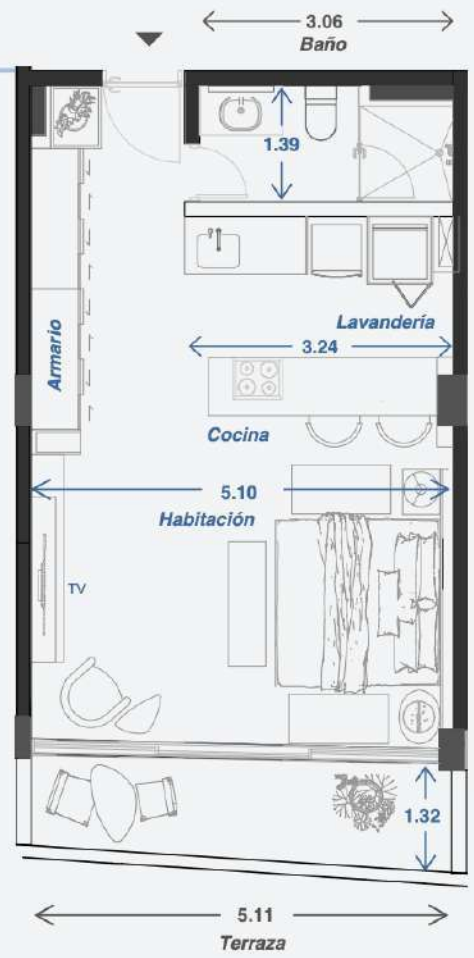 3.06
Baño
1.39
Lavandería
3.24
Armario
Cocina
5.10
Habitación
TV
1.32
5.11
Terraza